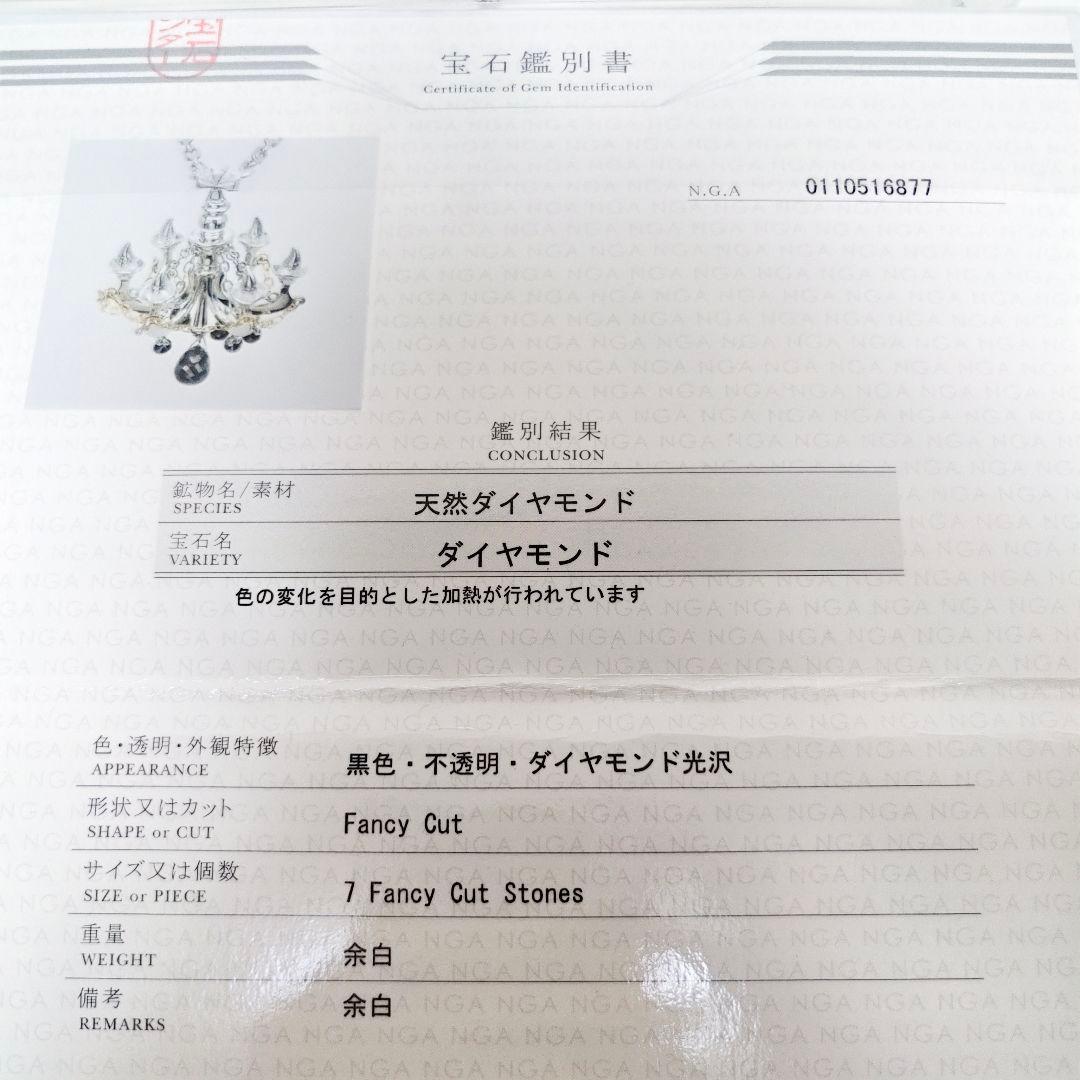 宝石鑑別書
Certificate of Gem Identification
N.G.A 0110516877
鑑別結果
CONCLUSION
鉱物名/素材 天然ダイヤモンド
SPECIES
宝石名 ダイヤモンド
VARIETY
色の変化を目的とした加熱が行われています
色・透明・外観特徴 黒色・不透明・ダイヤモンド光沢
APPEARANCE
形状又はカット Fancy Cut
SHAPE or CUT
サイズ又は個数 7 Fancy Cut Stones
SIZE or PIECE
重量 余白
WEIGHT
備考 余白
REMARKS